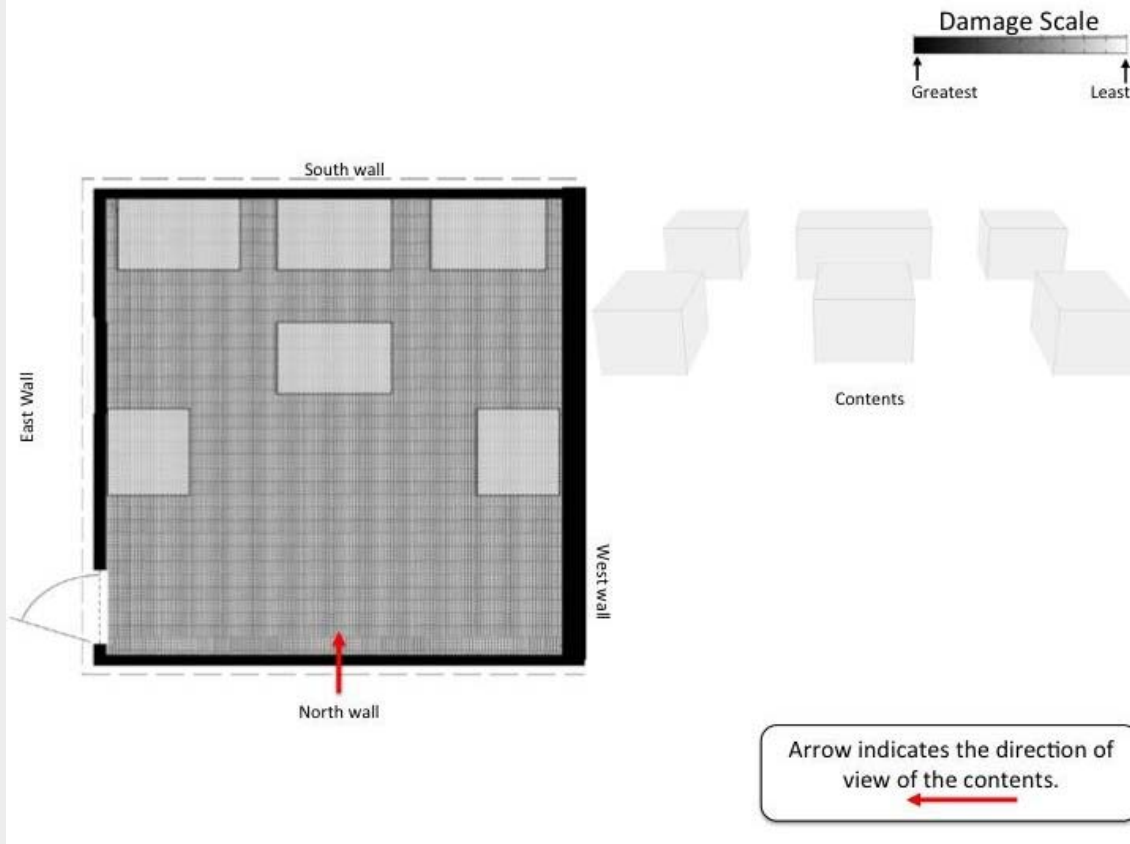 Damage Scale
Greatest
Least
South wall
East Wall
Contents
West wall
North wall
Arrow indicates the direction of
view of the contents.